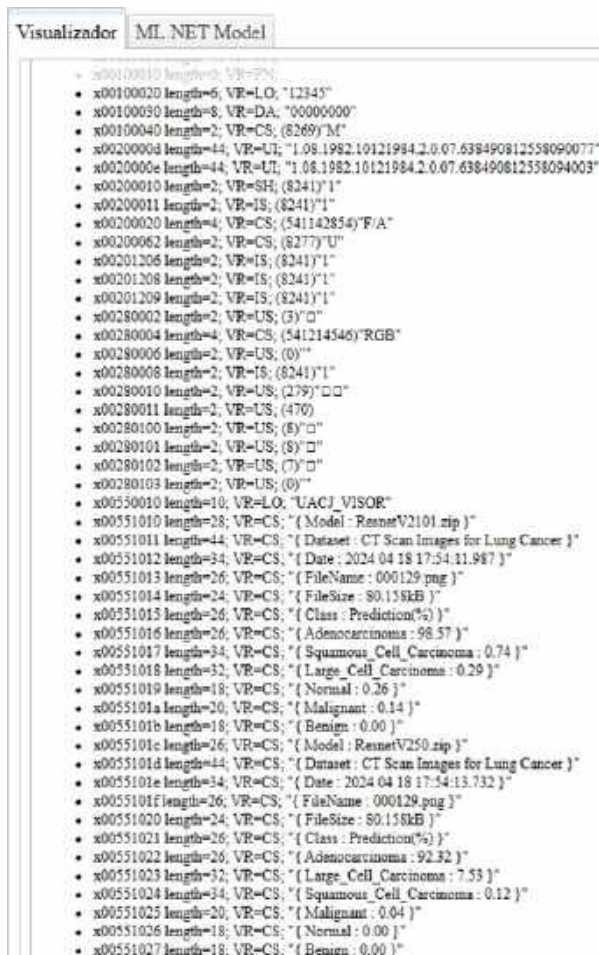 Visualizador ML NET Model
x00100010 length=0; VR=PN;
• x00100020 length=6; VR=LO; "12345"
• x00100030 length=8; VR=DA; "00000000"
• x00100040 length=2; VR=CS; (8269)"M"
• x0020000d length=44; VR=UI; "1.08.1982.10121984.2.0.07.638490812558090077"
• x0020000e length=44; VR=UI; "1.08.1982.10121984.2.0.07.638490812558094003"
• x00200010 length=2; VR=SH; (8241)"1"
• x00200011 length=2; VR=IS; (8241)"1"
• x00200020 length=4; VR=CS; (541142854)"F/A"
• x00200062 length=2; VR=CS; (8277)"U"
• x00201206 length=2; VR=IS; (8241)"1"
• x00201208 length=2; VR=IS; (8241)"1"
• x00201209 length=2; VR=IS; (8241)"1"
• x00280002 length=2; VR=US; (3)"□"
• x00280004 length=4; VR=CS; (541214546)"RGB"
• x00280006 length=2; VR=US; (0)""
• x00280008 length=2; VR=IS; (8241)"1"
• x00280010 length=2; VR=US; (279)"□□"
• x00280011 length=2; VR=US; (470)
• x00280100 length=2; VR=US; (8)"□"
• x00280101 length=2; VR=US; (8)"□"
• x00280102 length=2; VR=US; (7)"□"
• x00280103 length=2; VR=US; (0)""
• x00550010 length=10; VR=LO; "UACJ_VISOR"
• x00551010 length=28; VR=CS; "{ Model : ResnetV2101.zip }"
• x00551011 length=44; VR=CS; "{ Dataset : CT Scan Images for Lung Cancer }"
• x00551012 length=34; VR=CS; "{ Date : 2024 04 18 17:54:11.987 }"
• x00551013 length=26; VR=CS; "{ FileName : 000129.png }"
• x00551014 length=24; VR=CS; "{ FileSize : 80.158kB }"
• x00551015 length=26; VR=CS; "{ Class : Prediction(%) }"
• x00551016 length=26; VR=CS; "{ Adenocarcinoma : 98.57 }"
• x00551017 length=34; VR=CS; "{ Squamous_Cell_Carcinoma : 0.74 }"
• x00551018 length=32; VR=CS; "{ Large_Cell_Carcinoma : 0.29 }"
• x00551019 length=18; VR=CS; "{ Normal : 0.26 }"
• x0055101a length=20; VR=CS; "{ Malignant : 0.14 }"
• x0055101b length=18; VR=CS; "{ Benign : 0.00 }"
• x0055101c length=26; VR=CS; "{ Model : ResnetV250.zip }"
• x0055101d length=44; VR=CS; "{ Dataset : CT Scan Images for Lung Cancer }"
• x0055101e length=34; VR=CS; "{ Date : 2024 04 18 17:54:13.732 }"
• x0055101f length=26; VR=CS; "{ FileName : 000129.png }"
• x00551020 length=24; VR=CS; "{ FileSize : 80.158kB }"
• x00551021 length=26; VR=CS; "{ Class : Prediction(%) }"
• x00551022 length=26; VR=CS; "{ Adenocarcinoma : 92.32 }"
• x00551023 length=32; VR=CS; "{ Large_Cell_Carcinoma : 7.53 }"
• x00551024 length=34; VR=CS; "{ Squamous_Cell_Carcinoma : 0.12 }"
• x00551025 length=20; VR=CS; "{ Malignant : 0.04 }"
• x00551026 length=18; VR=CS; "{ Normal : 0.00 }"
• x00551027 length=18; VR=CS; "{ Benign : 0.00 }"